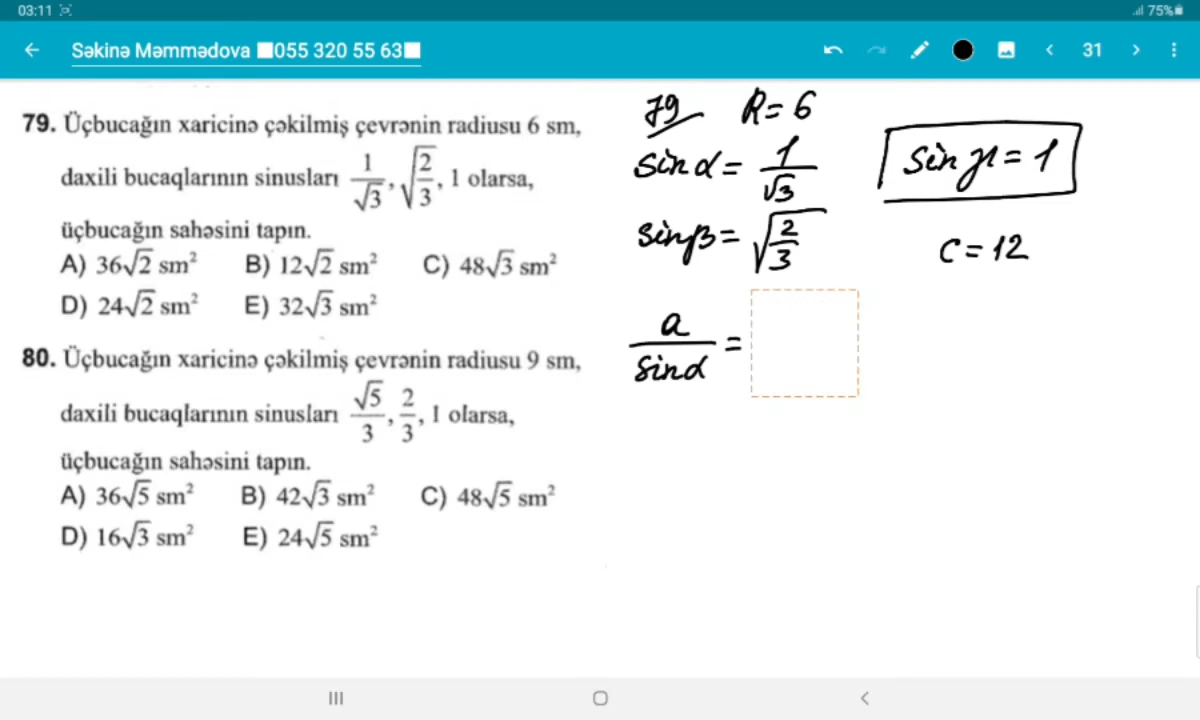 03:11
75%
Səkinə Məmmədova 055 320 55 63
31
79. Üçbucağın xaricinə çəkilmiş çevrənin radiusu 6 sm,
daxili bucaqlarının sinusları 1/√3, √(2/3), 1 olarsa,
üçbucağın sahəsini tapın.
A) 36√2 sm² B) 12√2 sm² C) 48√3 sm²
D) 24√2 sm² E) 32√3 sm²
80. Üçbucağın xaricinə çəkilmiş çevrənin radiusu 9 sm,
daxili bucaqlarının sinusları √5/3, 2/3, 1 olarsa,
üçbucağın sahəsini tapın.
A) 36√5 sm² B) 42√3 sm² C) 48√5 sm²
D) 16√3 sm² E) 24√5 sm²
79 R=6
sinα = 1/√3
sinβ = √(2/3)
a/sinα =
sinγ = 1
c = 12